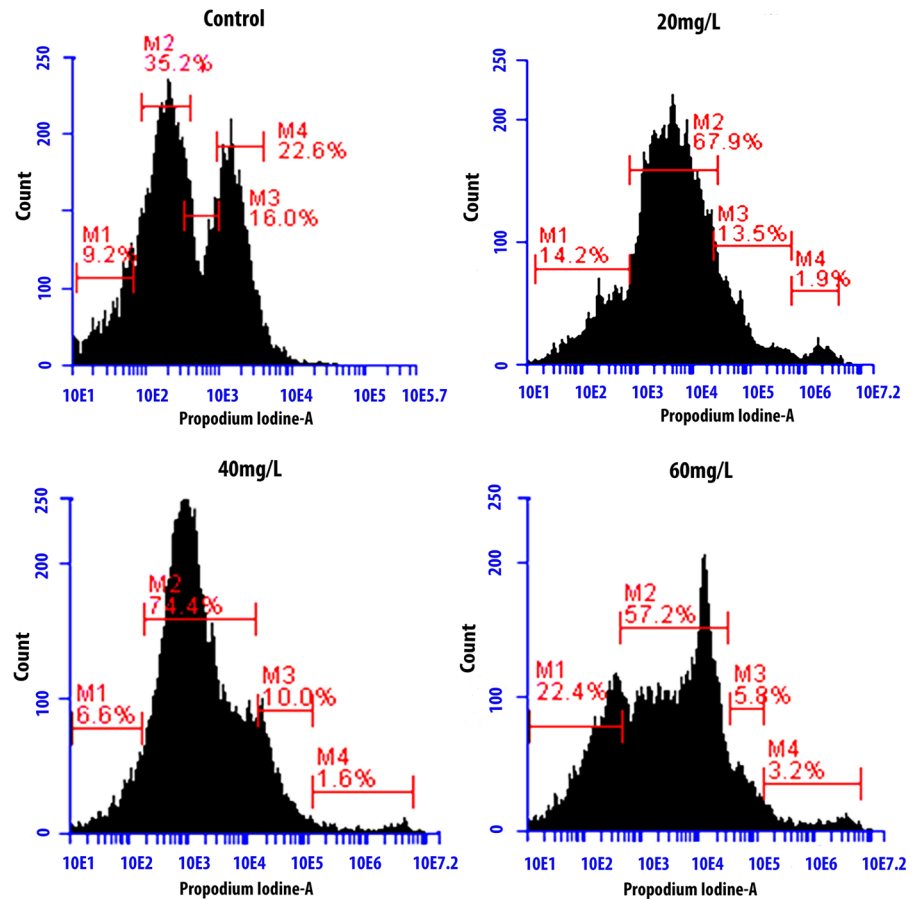 Control
250
200
100
0
Count
M2
35.2%
M4
22.6%
M3
16.0%
M1
9.2%
10E1
10E2
10E3
10E4
10E5
10E5.7
Propodium Iodine-A
20mg/L
250
200
100
0
Count
M2
67.9%
M3
13.5%
M1
14.2%
M4
1.9%
10E1
10E2
10E3
10E4
10E5
10E6
10E7.2
Propodium Iodine-A
40mg/L
250
200
100
0
Count
M2
74.4%
M3
10.0%
M1
6.6%
M4
1.6%
10E1
10E2
10E3
10E4
10E5
10E6
10E7.2
Propodium Iodine-A
60mg/L
250
200
100
0
Count
M2
57.2%
M1
22.4%
M3
5.8%
M4
3.2%
10E1
10E2
10E3
10E4
10E5
10E6
10E7.2
Propodium Iodine-A